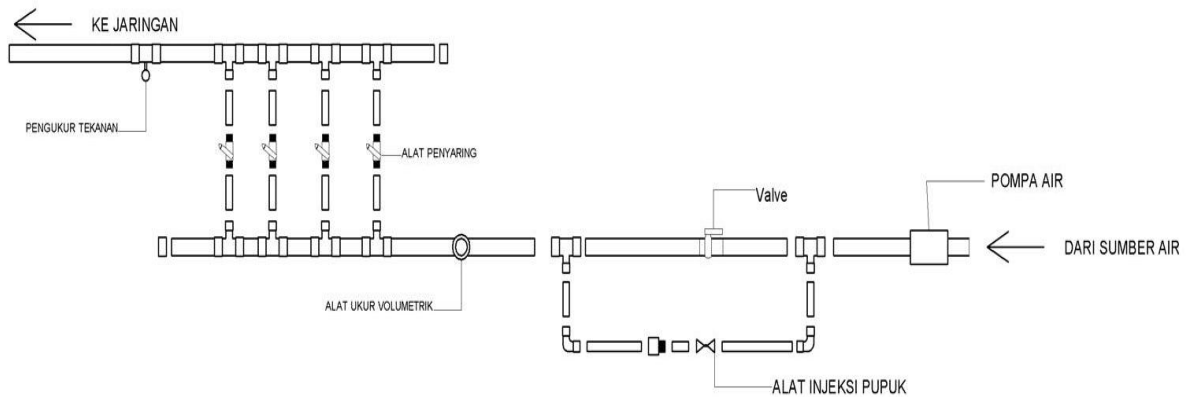 KE JARINGAN
PENGUKUR TEKANAN
ALAT PENYARING
Valve
POMPA AIR
DARI SUMBER AIR
ALAT UKUR VOLUMETRIK
ALAT INJEKSI PUPUK